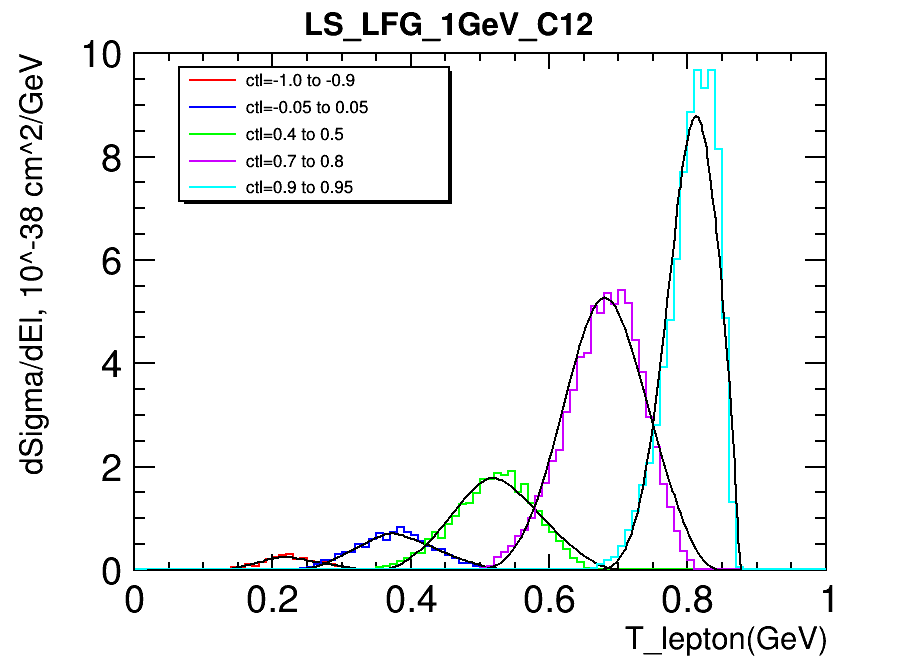 LS_LFG_1GeV_C12
dSigma/dEl, 10^-38 cm^2/GeV
10
8
6
4
2
0
ctl=-1.0 to -0.9
ctl=-0.05 to 0.05
ctl=0.4 to 0.5
ctl=0.7 to 0.8
ctl=0.9 to 0.95
0 0.2 0.4 0.6 0.8 1
T_lepton(GeV)